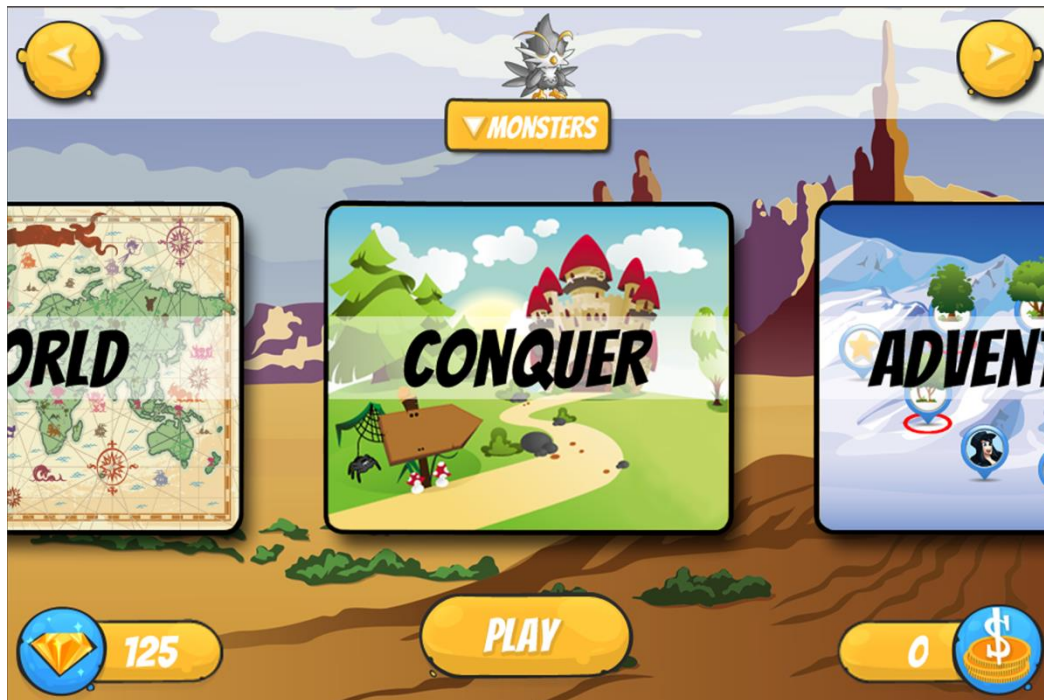 MONSTERS
ORLD
CONQUER
ADVENT
125
PLAY
0
$